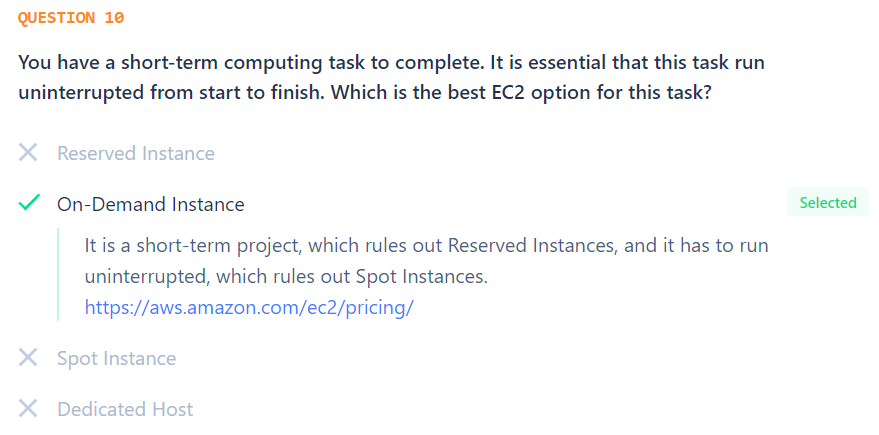 QUESTION 10
You have a short-term computing task to complete. It is essential that this task run
uninterrupted from start to finish. Which is the best EC2 option for this task?
Reserved Instance
On-Demand Instance
Selected
It is a short-term project, which rules out Reserved Instances, and it has to run
uninterrupted, which rules out Spot Instances.
https://aws.amazon.com/ec2/pricing/
Spot Instance
Dedicated Host